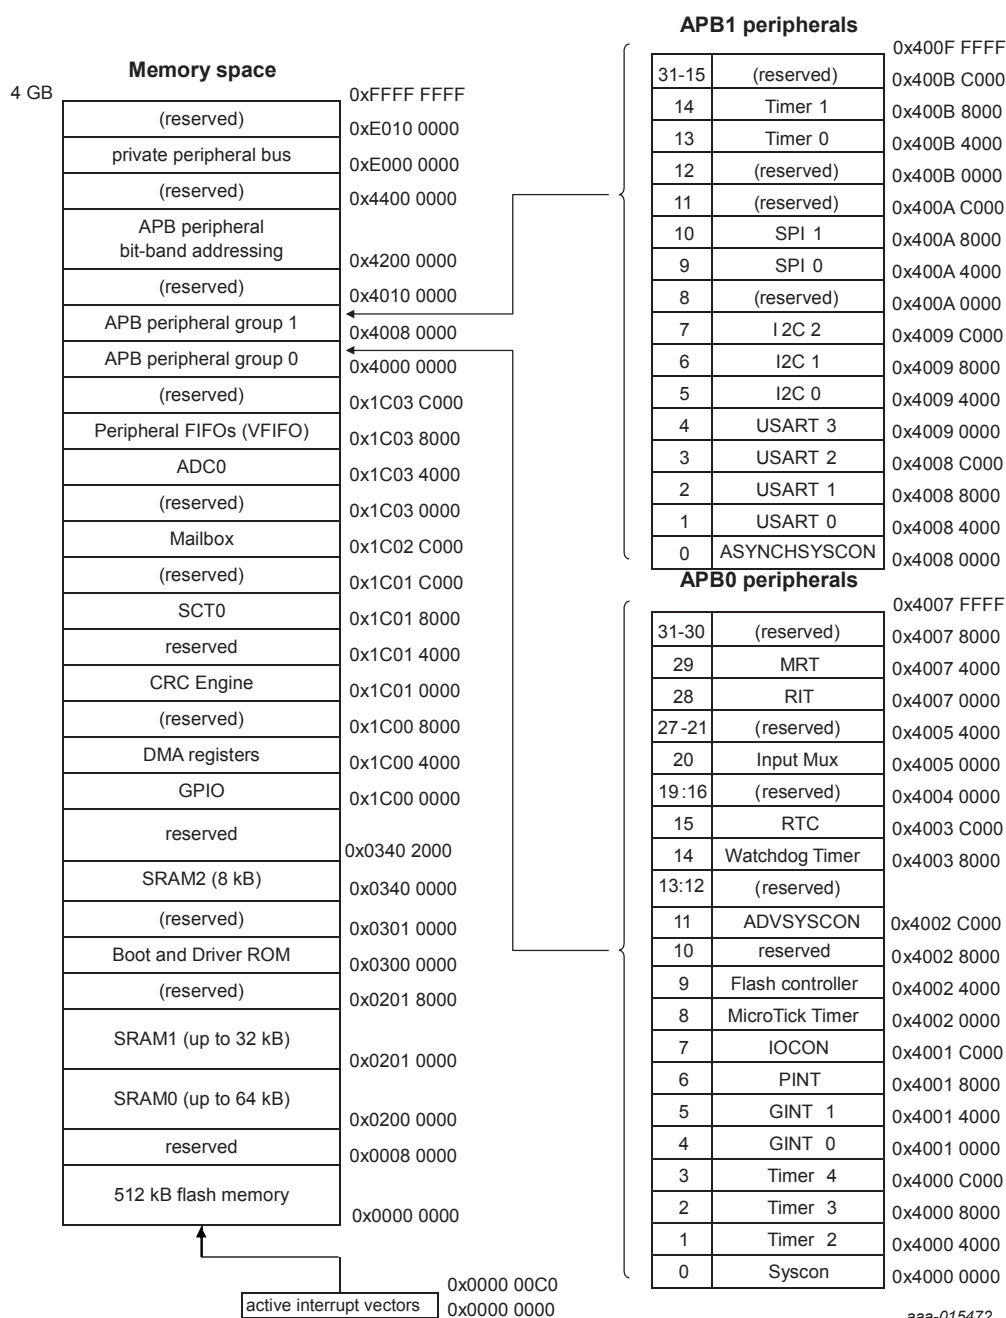 Memory space
4 GB
0xFFFF FFFF
(reserved)
0xE010 0000
private peripheral bus
0xE000 0000
(reserved)
0x4400 0000
APB peripheral
bit-band addressing
0x4200 0000
(reserved)
0x4010 0000
APB peripheral group 1
0x4008 0000
APB peripheral group 0
0x4000 0000
(reserved)
0x1C03 C000
Peripheral FIFOs (VFIFO)
0x1C03 8000
ADC0
0x1C03 4000
(reserved)
0x1C03 0000
Mailbox
0x1C02 C000
(reserved)
0x1C01 C000
SCT0
0x1C01 8000
reserved
0x1C01 4000
CRC Engine
0x1C01 0000
(reserved)
0x1C00 8000
DMA registers
0x1C00 4000
GPIO
0x1C00 0000
reserved
0x0340 2000
SRAM2 (8 kB)
0x0340 0000
(reserved)
0x0301 0000
Boot and Driver ROM
0x0300 0000
(reserved)
0x0201 8000
SRAM1 (up to 32 kB)
0x0201 0000
SRAM0 (up to 64 kB)
0x0200 0000
reserved
0x0008 0000
512 kB flash memory
0x0000 0000
0x0000 00C0
active interrupt vectors 0x0000 0000
APB1 peripherals
0x400F FFFF
31-15 (reserved) 0x400B C000
14 Timer 1 0x400B 8000
13 Timer 0 0x400B 4000
12 (reserved) 0x400B 0000
11 (reserved) 0x400A C000
10 SPI 1 0x400A 8000
9 SPI 0 0x400A 4000
8 (reserved) 0x400A 0000
7 I2C 2 0x4009 C000
6 I2C 1 0x4009 8000
5 I2C 0 0x4009 4000
4 USART 3 0x4009 0000
3 USART 2 0x4008 C000
2 USART 1 0x4008 8000
1 USART 0 0x4008 4000
0 ASYNCHSYSCON 0x4008 0000
APB0 peripherals
0x4007 FFFF
31-30 (reserved) 0x4007 8000
29 MRT 0x4007 4000
28 RIT 0x4007 0000
27-21 (reserved) 0x4005 4000
20 Input Mux 0x4005 0000
19:16 (reserved) 0x4004 0000
15 RTC 0x4003 C000
14 Watchdog Timer 0x4003 8000
13:12 (reserved)
11 ADVSYSCON 0x4002 C000
10 reserved 0x4002 8000
9 Flash controller 0x4002 4000
8 MicroTick Timer 0x4002 0000
7 IOCON 0x4001 C000
6 PINT 0x4001 8000
5 GINT 1 0x4001 4000
4 GINT 0 0x4001 0000
3 Timer 4 0x4000 C000
2 Timer 3 0x4000 8000
1 Timer 2 0x4000 4000
0 Syscon 0x4000 0000
aaa-015472